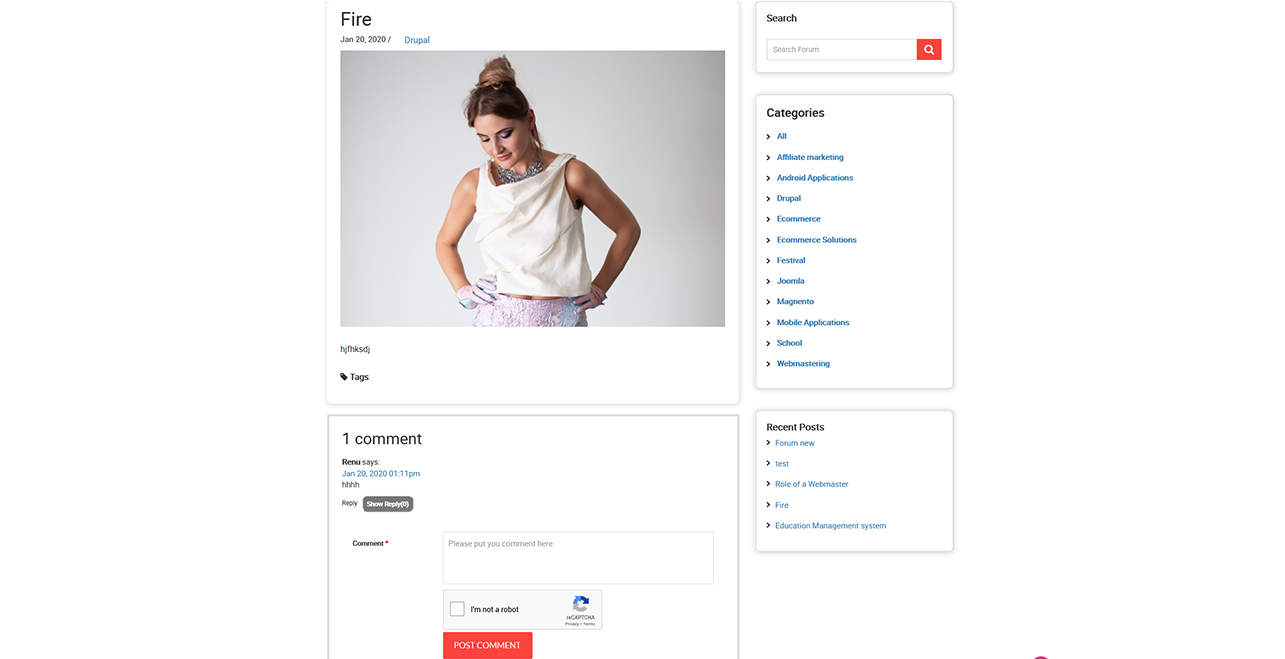 Fire
Jan 20, 2020 / Drupal
hjfhksdj
Tags
1 comment
Renu says:
Jan 20, 2020 01:11pm
hhhh
Reply Show Reply(0)
Comment *
Please put you comment here
I'm not a robot
reCAPTCHA
Privacy - Terms
POST COMMENT
Search
Search Forum
Categories
All
Affiliate marketing
Android Applications
Drupal
Ecommerce
Ecommerce Solutions
Festival
Joomla
Magnento
Mobile Applications
School
Webmastering
Recent Posts
Forum new
test
Role of a Webmaster
Fire
Education Management system